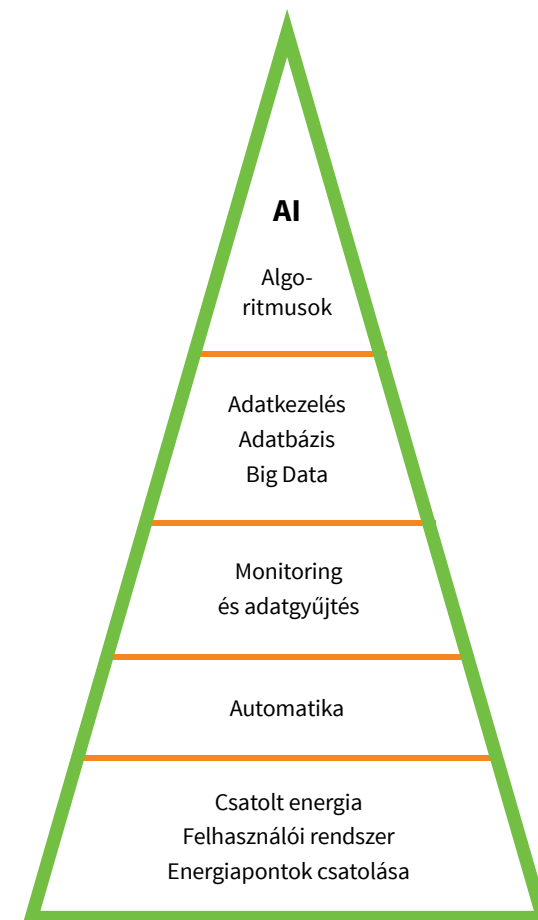 AI
Algo-
ritmusok
Adatkezelés
Adatbázis
Big Data
Monitoring
és adatgyűjtés
Automatika
Csatolt energia
Felhasználói rendszer
Energiapontok csatolása